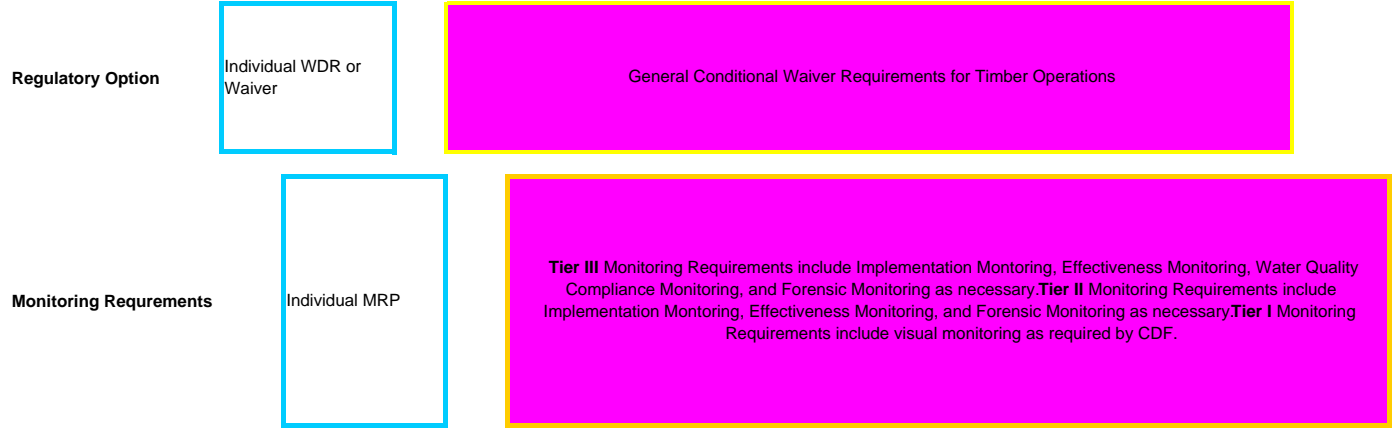 Regulatory Option
Individual WDR or
Waiver
General Conditional Waiver Requirements for Timber Operations
Monitoring Requrements
Individual MRP
Tier III Monitoring Requirements include Implementation Montoring, Effectiveness Monitoring, Water Quality
Compliance Monitoring, and Forensic Monitoring as necessary.Tier II Monitoring Requirements include
Implementation Montoring, Effectiveness Monitoring, and Forensic Monitoring as necessary.Tier I Monitoring
Requirements include visual monitoring as required by CDF.